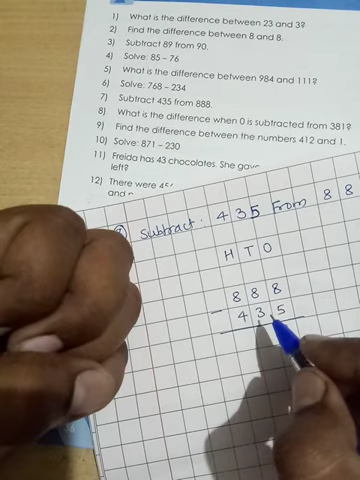 1) What is the difference between 23 and 3?
2) Find the difference between 8 and 8.
3) Subtract 89 from 90.
4) Solve: 85 – 76
5) What is the difference between 984 and 111?
6) Solve: 768 – 234
7) Subtract 435 from 888.
8) What is the difference when 0 is subtracted from 381?
9) Find the difference between the numbers 412 and 1.
10) Solve: 871 – 230
11) Freida has 43 chocolates. She gave
left?
12) There were
and
Subtract: 435 From 88
H T O
8 8 8
– 4 3 5